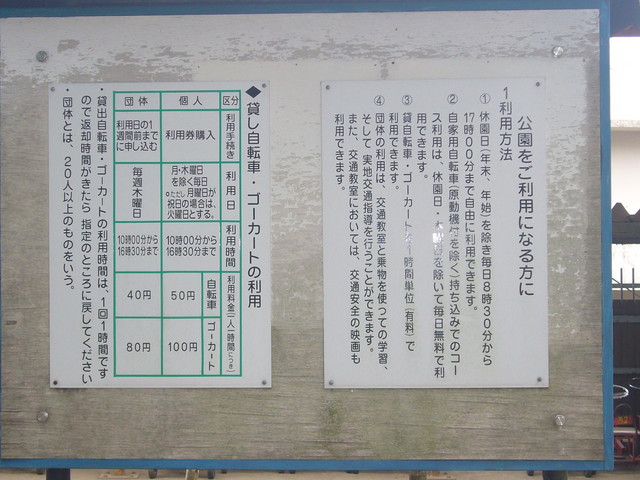 公園をご利用になる方に
1 利用方法
① 休園日(年末、年始)を除き毎日8時30分から
17時00分まで自由に利用できます。
② 自家用自転車(原動機付を除く)持ち込みでのコー
ス利用は、休園日・木曜日を除いて毎日無料で利
用できます。
③ 貸自転車・ゴーカートは1時間単位(有料)で
利用できます。
④ 団体の利用は、交通教室と乗物を使っての学習、
そして実地交通指導を行うことができます。
また、交通教室においては、交通安全の映画も
利用できます。
◆貸し自転車・ゴーカートの利用
区分
個人
団体
利用手続き
利用券購入
利用日の1
週間前まで
に申し込む
利用日
月・木曜日
を除く毎日
ただし月曜日が
祝日の場合は、
火曜日とする。
毎週木曜日
利用時間
10時00分から
16時30分まで
10時00分から
16時30分まで
利用料金(一人一時間につき)
自転車
50円
40円
ゴーカート
100円
80円
・貸出自転車・ゴーカートの利用時間は、1回1時間です
ので返却時間がきたら 指定のところに戻してください
・団体とは、20人以上のものをいう。